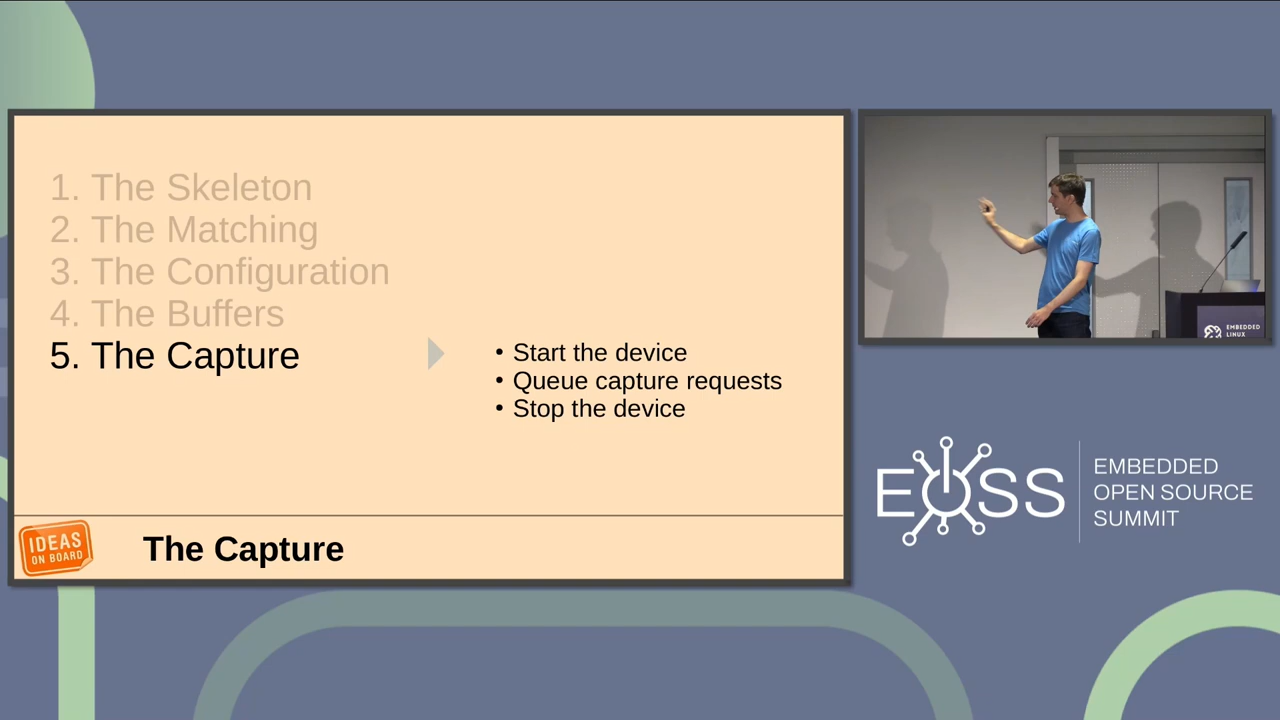 1. The Skeleton
2. The Matching
3. The Configuration
4. The Buffers
5. The Capture
• Start the device
• Queue capture requests
• Stop the device
IDEAS
ON BOARD
The Capture
EMBEDDED
LINUX
EOSS
EMBEDDED
OPEN SOURCE
SUMMIT